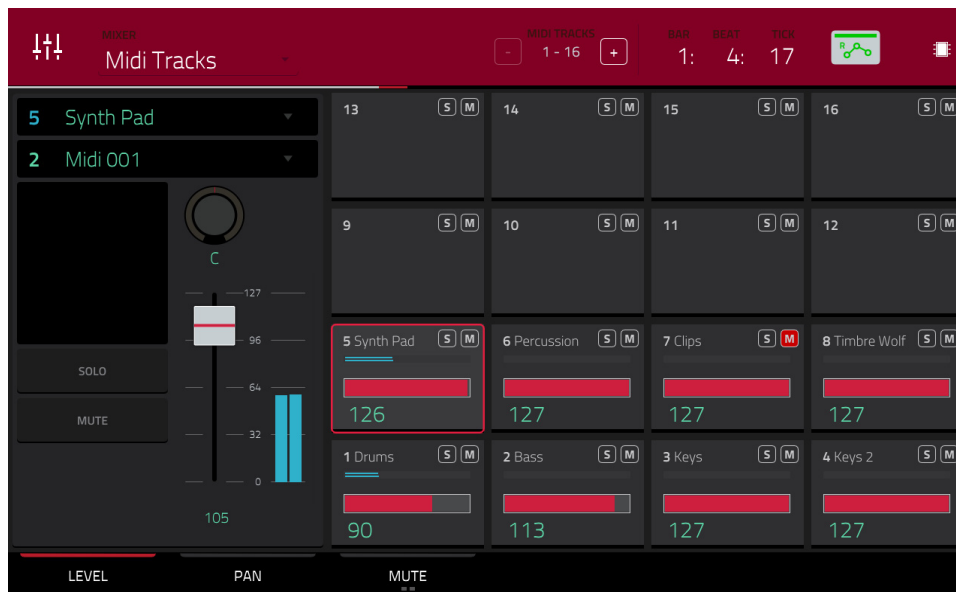 MIXER
Midi Tracks
MIDI TRACKS
- 1 - 16 +
BAR BEAT TICK
1: 4: 17
R
5 Synth Pad
2 Midi 001
C
127
96
64
32
0
105
SOLO
MUTE
13 S M
14 S M
15 S M
16 S M
9 S M
10 S M
11 S M
12 S M
5 Synth Pad S M
126
6 Percussion S M
127
7 Clips S M
127
8 Timbre Wolf S M
127
1 Drums S M
90
2 Bass S M
113
3 Keys S M
127
4 Keys 2 S M
127
LEVEL
PAN
MUTE